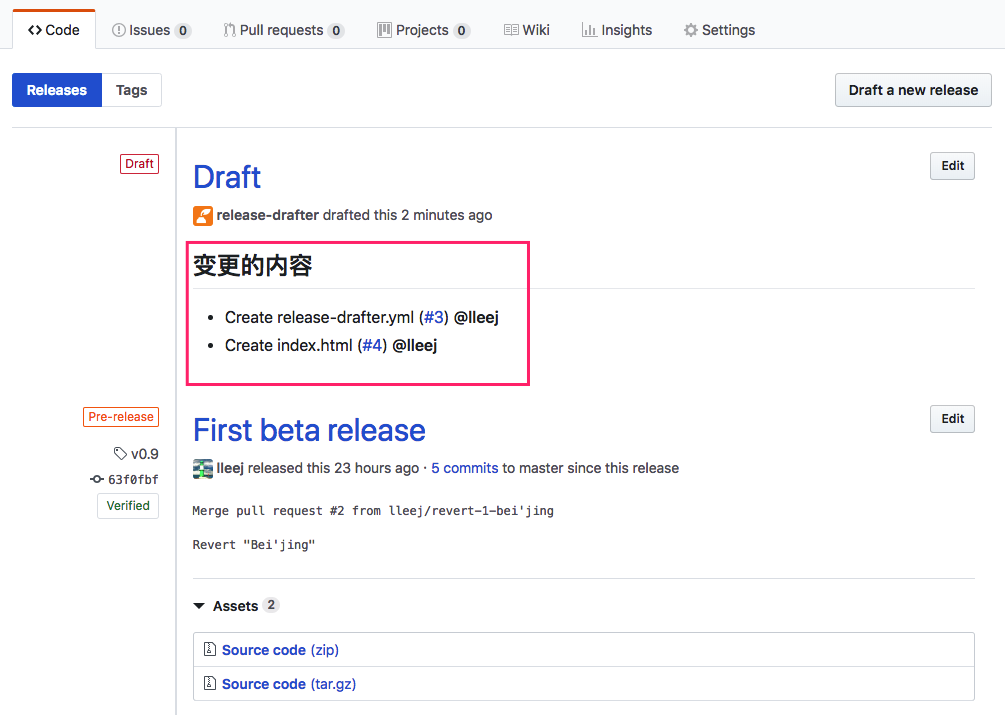 Code Issues 0 Pull requests 0 Projects 0 Wiki Insights Settings
Releases Tags Draft a new release
Draft
Draft Edit
release-drafter drafted this 2 minutes ago
变更的内容
• Create release-drafter.yml (#3) @lleej
• Create index.html (#4) @lleej
Pre-release
First beta release Edit
v0.9
lleej released this 23 hours ago · 5 commits to master since this release
63f0fbf
Verified
Merge pull request #2 from lleej/revert-1-bei'jing
Revert "Bei'jing"
Assets 2
Source code (zip)
Source code (tar.gz)